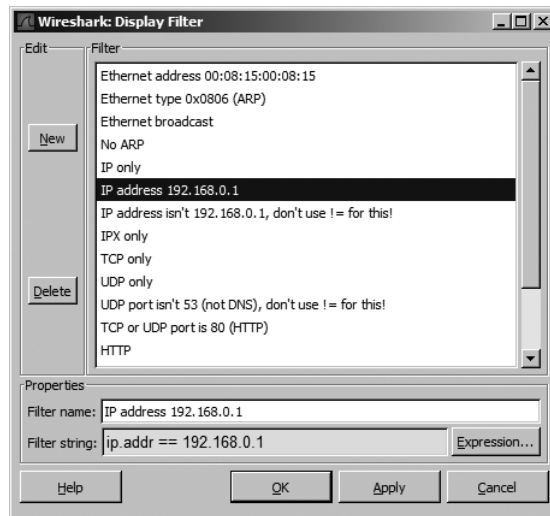 Wireshark: Display Filter
Edit
Filter
Ethernet address 00:08:15:00:08:15
Ethernet type 0x0806 (ARP)
Ethernet broadcast
New
No ARP
IP only
IP address 192.168.0.1
IP address isn't 192.168.0.1, don't use != for this!
IPX only
TCP only
UDP only
Delete
UDP port isn't 53 (not DNS), don't use != for this!
TCP or UDP port is 80 (HTTP)
HTTP
Properties
Filter name: IP address 192.168.0.1
Filter string: ip.addr == 192.168.0.1 Expression...
Help OK Apply Cancel